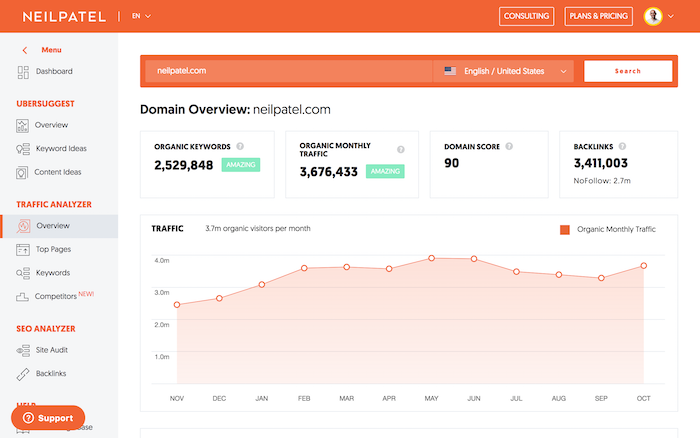 NEILPATEL
EN
CONSULTING
PLANS & PRICING
Menu
Dashboard
UBERSUGGEST
Overview
Keyword Ideas
Content Ideas
TRAFFIC ANALYZER
Overview
Top Pages
Keywords
Competitors NEW!
SEO ANALYZER
Site Audit
Backlinks
Support
neilpatel.com
English / United States
Search
Domain Overview: neilpatel.com
ORGANIC KEYWORDS ?
2,529,848 AMAZING
ORGANIC MONTHLY
TRAFFIC ?
3,676,433 AMAZING
DOMAIN SCORE ?
90
BACKLINKS ?
3,411,003
NoFollow: 2.7m
TRAFFIC 3.7m organic visitors per month
Organic Monthly Traffic
4.0m
3.0m
2.0m
1.0m
NOV DEC JAN FEB MAR APR MAY JUN JUL AUG SEP OCT